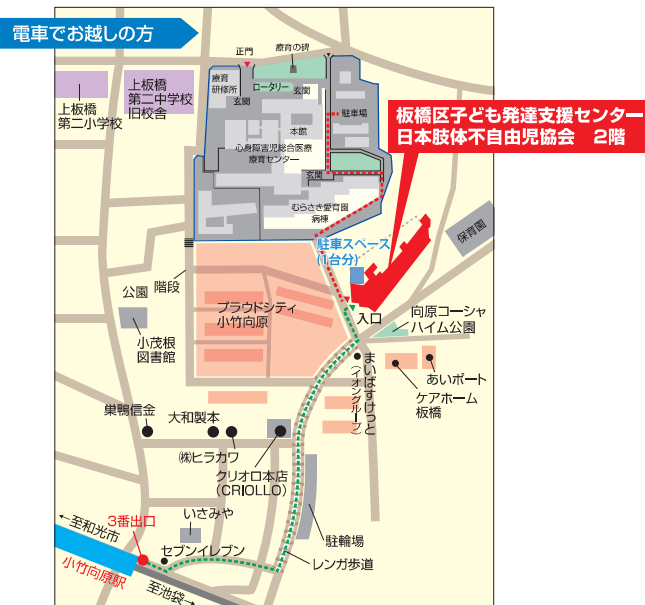 電車でお越しの方
正門
療育の碑
療育
研修所
ロータリー
玄関
玄関
駐車場
上板橋
第二小学校
上板橋
第二中学校
旧校舎
本館
心身障害児総合医療
療育センター
玄関
むらさき愛育園
病棟
板橋区子ども発達支援センター
日本肢体不自由児協会 2階
保育園
駐車スペース
(1台分)
階段
公園
プラウドシティ
小竹向原
入口
向原コーシャ
ハイム公園
小茂根
図書館
まいばすけっと
(イオングループ)
あいポート
ケアホーム
板橋
巣鴨信金
大和製本
㈱ヒラカワ
クリオロ本店
(CRIOLLO)
いさみや
駐輪場
レンガ歩道
←至和光市
3番出口
セブンイレブン
小竹向原駅
至池袋→